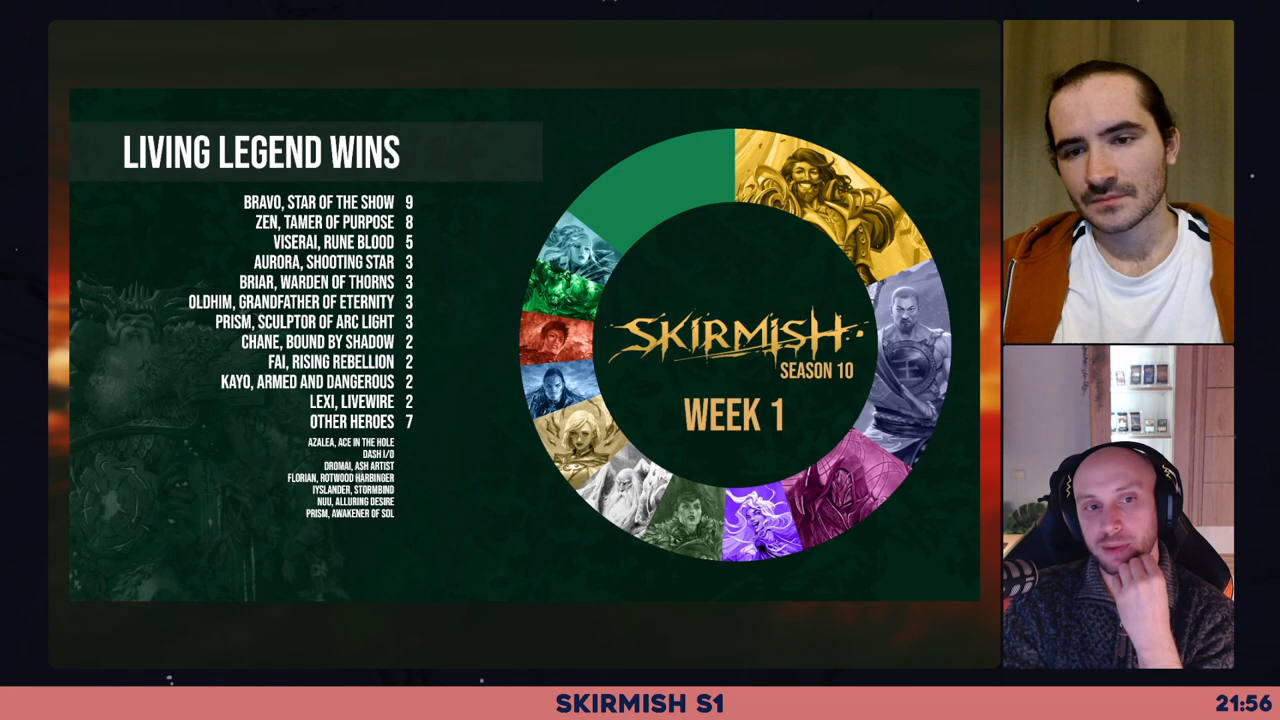 LIVING LEGEND WINS
BRAVO, STAR OF THE SHOW 9
ZEN, TAMER OF PURPOSE 8
VISERAI, RUNE BLOOD 5
AURORA, SHOOTING STAR 3
BRIAR, WARDEN OF THORNS 3
OLDHIM, GRANDFATHER OF ETERNITY 3
PRISM, SCULPTOR OF ARC LIGHT 3
CHANE, BOUND BY SHADOW 2
FAI, RISING REBELLION 2
KAYO, ARMED AND DANGEROUS 2
LEXI, LIVEWIRE 2
OTHER HEROES 7
AZALEA, ACE IN THE HOLE
DASH I/O
DROMAI, ASH ARTIST
FLORIAN, ROTWOOD HARBINGER
IYSLANDER, STORMBIND
NUU, ALLURING DESIRE
PRISM, AWAKENER OF SOL
SKIRMISH
SEASON 10
WEEK 1
SKIRMISH S1
21:56